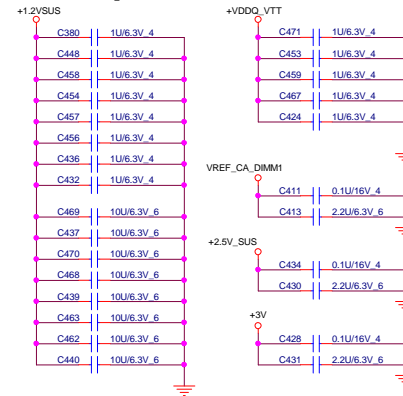 +1.2VSUS
C380 1U/6.3V_4
C448 1U/6.3V_4
C458 1U/6.3V_4
C454 1U/6.3V_4
C457 1U/6.3V_4
C456 1U/6.3V_4
C436 1U/6.3V_4
C432 1U/6.3V_4
C469 10U/6.3V_6
C437 10U/6.3V_6
C470 10U/6.3V_6
C468 10U/6.3V_6
C439 10U/6.3V_6
C463 10U/6.3V_6
C462 10U/6.3V_6
C440 10U/6.3V_6
+VDDQ_VTT
C471 1U/6.3V_4
C453 1U/6.3V_4
C459 1U/6.3V_4
C467 1U/6.3V_4
C424 1U/6.3V_4
VREF_CA_DIMM1
C411 0.1U/16V_4
C413 2.2U/6.3V_6
+2.5V_SUS
C434 0.1U/16V_4
C430 2.2U/6.3V_6
+3V
C428 0.1U/16V_4
C431 2.2U/6.3V_6